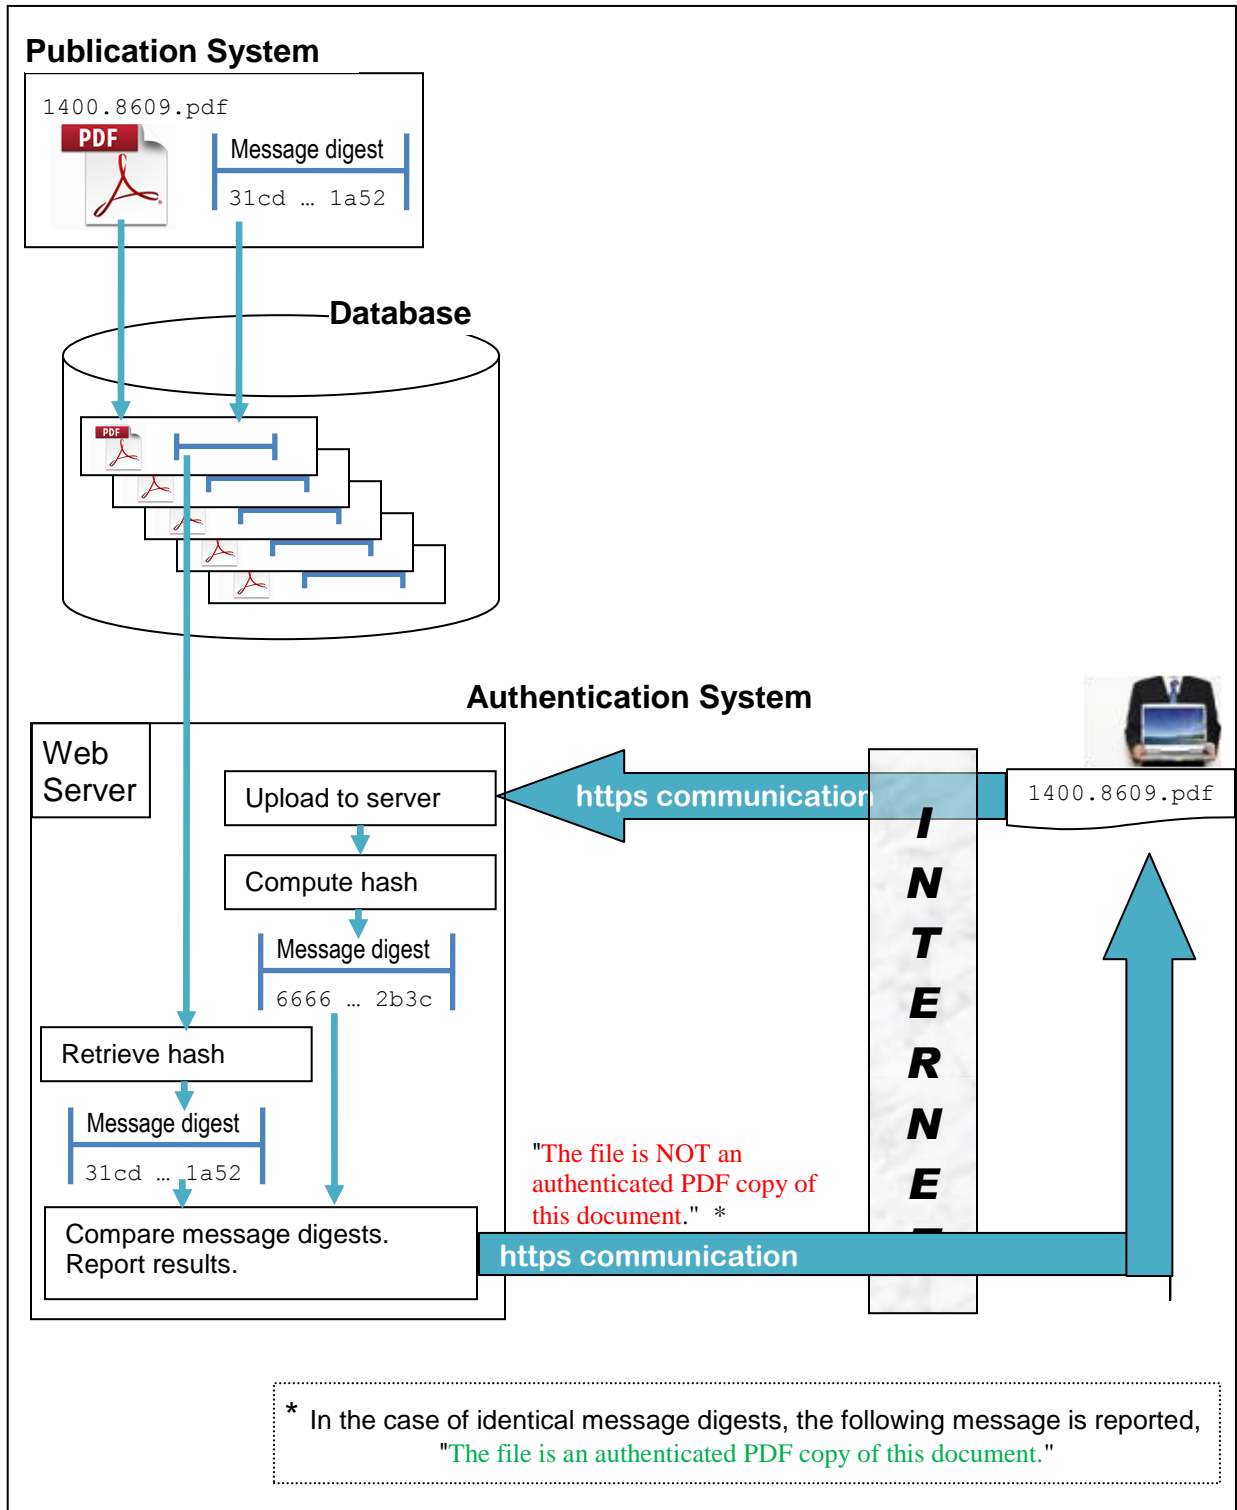 Publication System
1400.8609.pdf
PDF
Message digest
31cd … 1a52
Database
PDF
Authentication System
Web
Server
Upload to server
https communication
1400.8609.pdf
Compute hash
Message digest
6666 … 2b3c
INTERNET
Retrieve hash
Message digest
31cd … 1a52
"The file is NOT an
authenticated PDF copy of
this document." *
Compare message digests.
Report results.
https communication
* In the case of identical message digests, the following message is reported,
"The file is an authenticated PDF copy of this document."